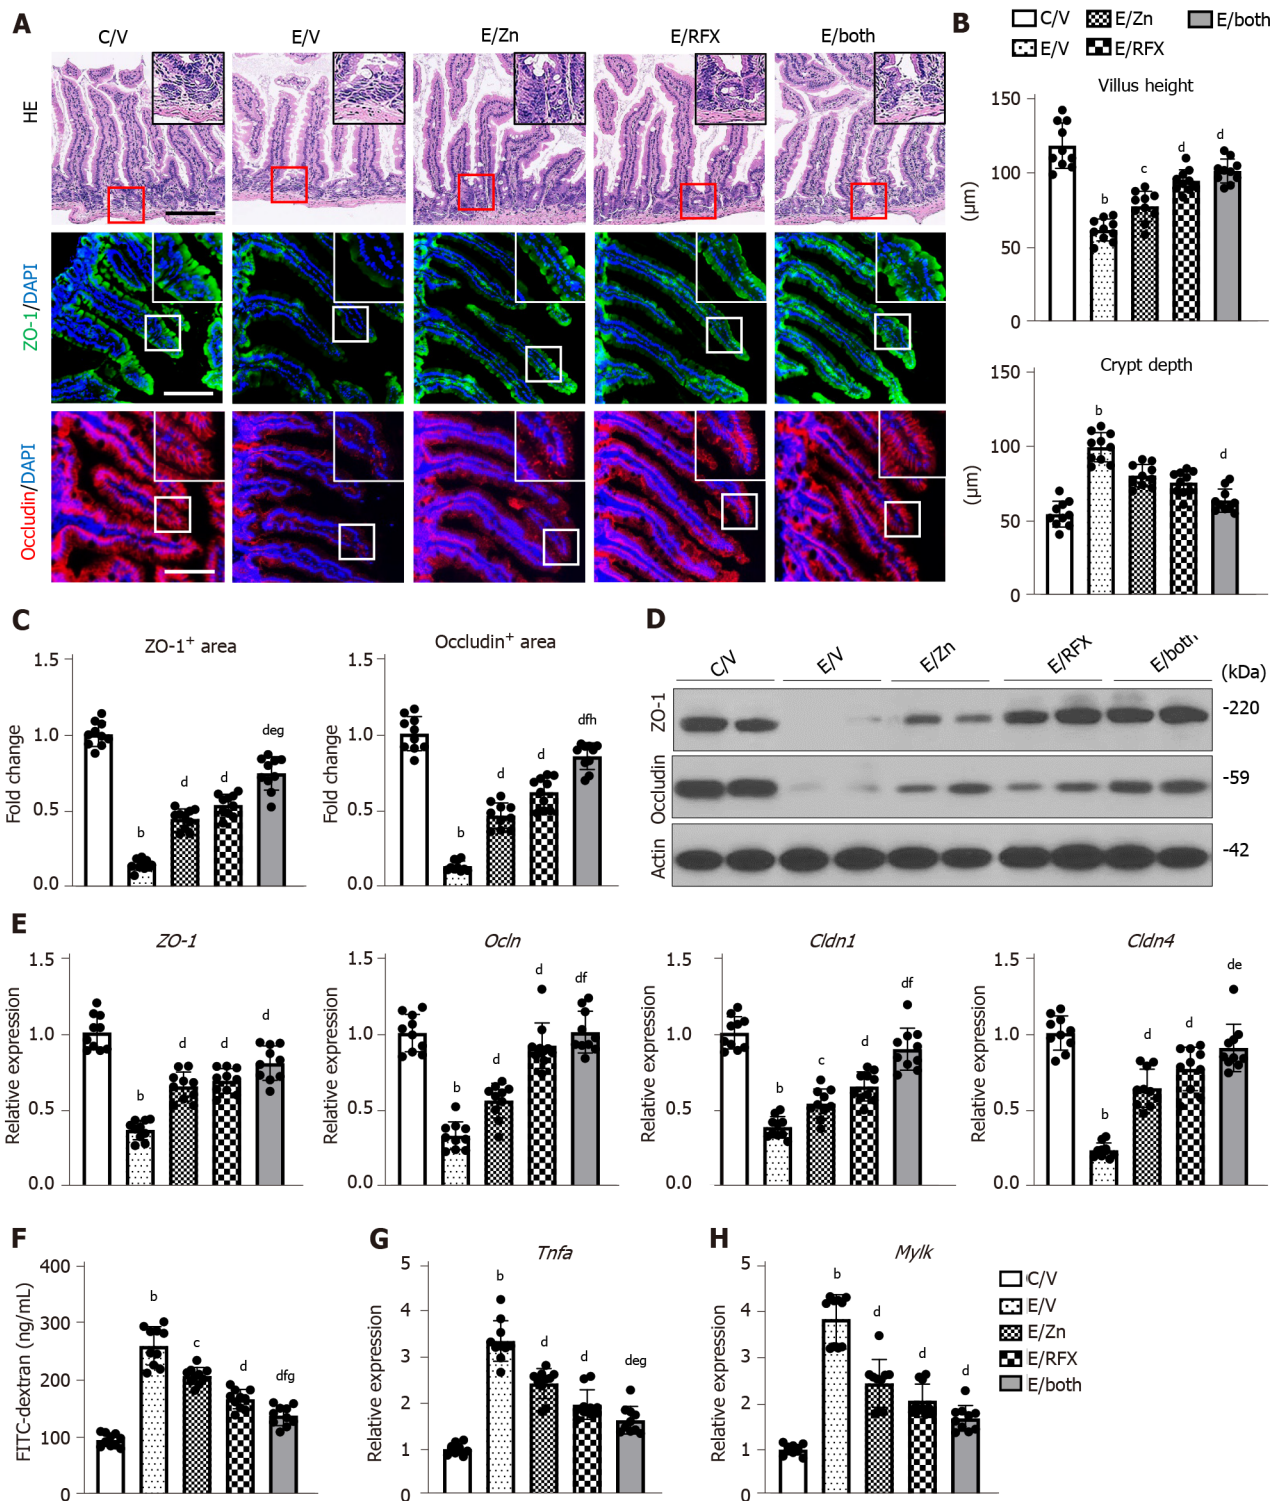 A
C/V
E/V
E/Zn
E/RFX
E/both
HE
ZO-1/DAPI
Occludin/DAPI
B
C/V
E/Zn
E/both
E/V
E/RFX
Villus height
150
100
50
0
(μm)
b
c
d
d
Crypt depth
150
100
50
0
(μm)
b
d
C
ZO-1+ area
1.5
1.0
0.5
0.0
Fold change
b
d
d
deg
Occludin+ area
1.5
1.0
0.5
0.0
Fold change
b
d
d
dfh
D
C/V
E/V
E/Zn
E/RFX
E/both
(kDa)
ZO-1
-220
Occludin
-59
Actin
-42
E
ZO-1
1.5
1.0
0.5
0.0
Relative expression
b
d
d
d
Ocln
1.5
1.0
0.5
0.0
Relative expression
b
d
d
df
Cldn1
1.5
1.0
0.5
0.0
Relative expression
b
c
d
df
Cldn4
1.5
1.0
0.5
0.0
Relative expression
b
d
d
de
F
400
300
200
100
0
FITC-dextran (ng/mL)
b
c
d
dfg
G
Tnfa
5
4
3
2
1
0
Relative expression
b
d
d
deg
H
Mylk
5
4
3
2
1
0
Relative expression
b
d
d
d
C/V
E/V
E/Zn
E/RFX
E/both